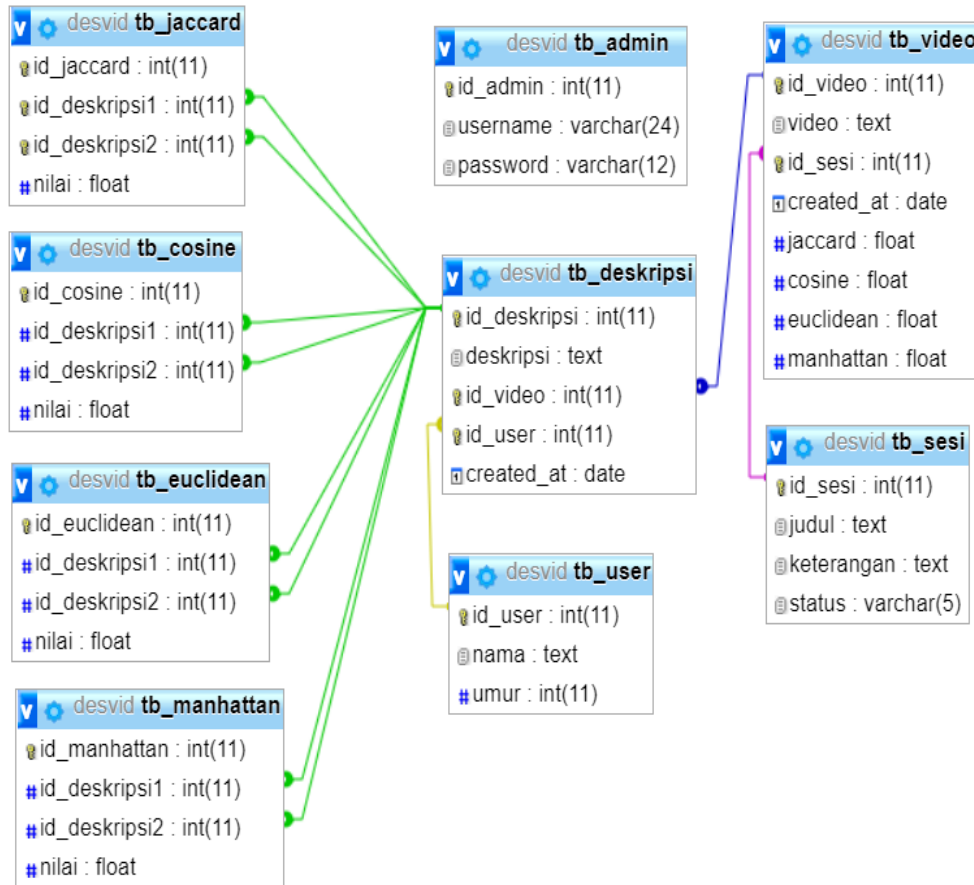 desvid tb_jaccard
id_jaccard : int(11)
id_deskripsi1 : int(11)
id_deskripsi2 : int(11)
#nilai : float
desvid tb_cosine
id_cosine : int(11)
#id_deskripsi1 : int(11)
#id_deskripsi2 : int(11)
#nilai : float
desvid tb_euclidean
id_euclidean : int(11)
#id_deskripsi1 : int(11)
#id_deskripsi2 : int(11)
#nilai : float
desvid tb_manhattan
id_manhattan : int(11)
#id_deskripsi1 : int(11)
#id_deskripsi2 : int(11)
#nilai : float
desvid tb_admin
id_admin : int(11)
username : varchar(24)
password : varchar(12)
desvid tb_deskripsi
id_deskripsi : int(11)
deskripsi : text
id_video : int(11)
id_user : int(11)
created_at : date
desvid tb_user
id_user : int(11)
nama : text
#umur : int(11)
desvid tb_video
id_video : int(11)
video : text
id_sesi : int(11)
created_at : date
#jaccard : float
#cosine : float
#euclidean : float
#manhattan : float
desvid tb_sesi
id_sesi : int(11)
judul : text
keterangan : text
status : varchar(5)